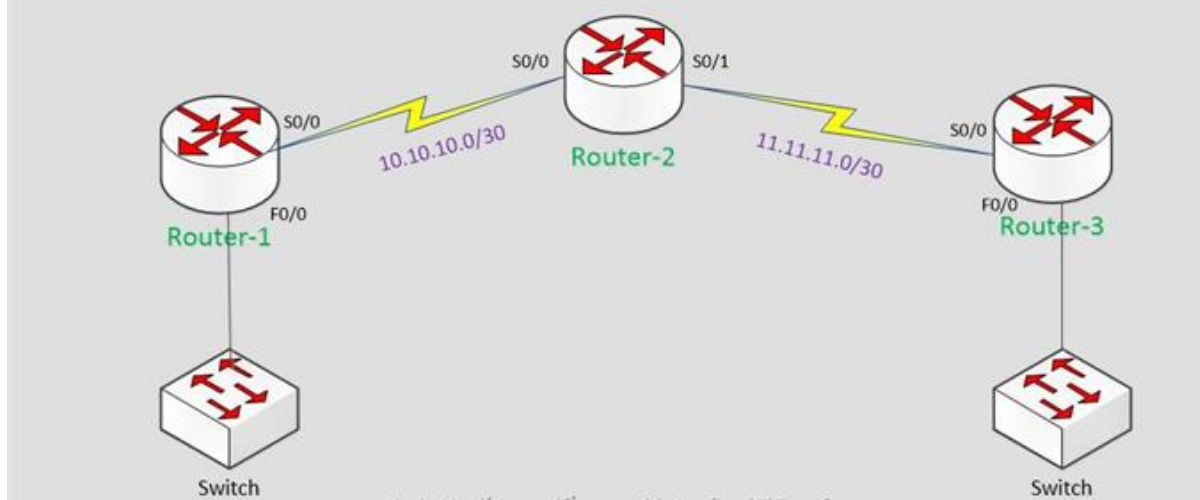 S0/0
S0/1
S0/0
S0/0
10.10.10.0/30
Router-2
11.11.11.0/30
F0/0
Router-1
F0/0
Router-3
Switch
Switch